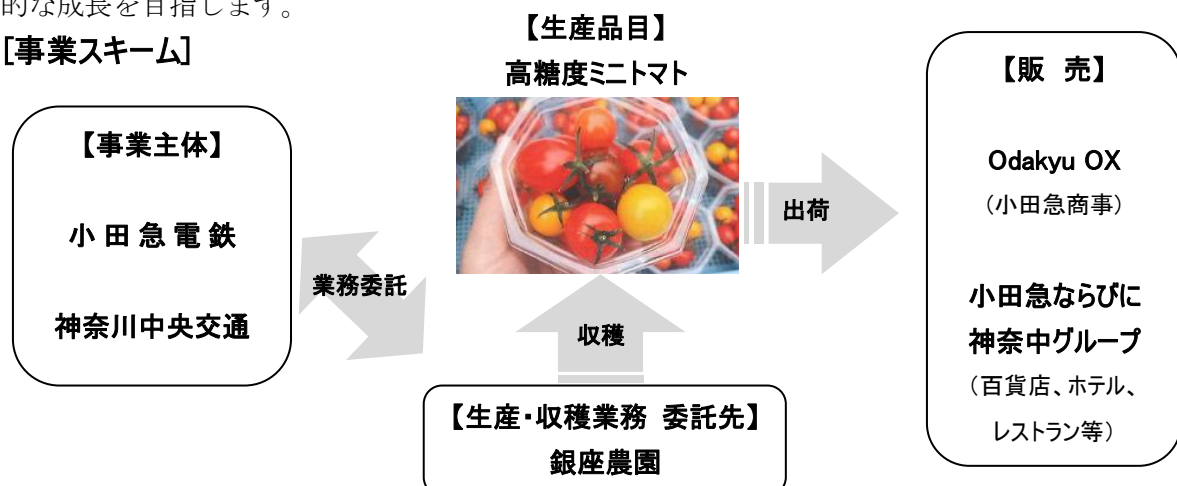 的な成長を目指します。
[事業スキーム]
【事業主体】
小田急電鉄
神奈川中央交通
業務委託
【生産品目】
高糖度ミニトマト
収穫
【生産・収穫業務 委託先】
銀座農園
出荷
【販 売】
Odakyu OX
（小田急商事）
小田急ならびに
神奈中グループ
（百貨店、ホテル、
レストラン等）